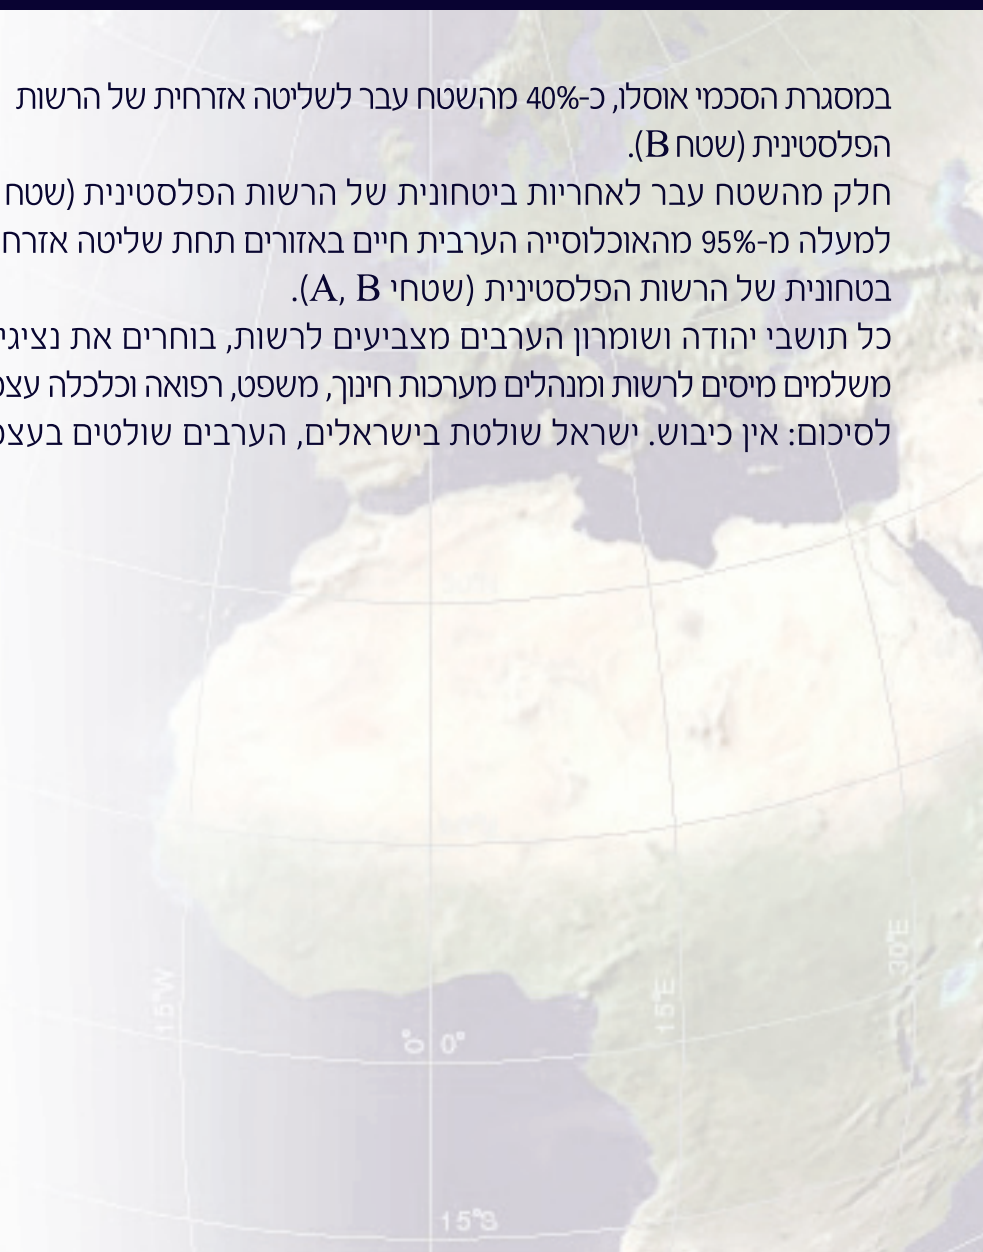 במסגרת הסכמי אוסלו, כ-40% מהשטח עבר לשליטה אזרחית של הרשות
הפלסטינית (שטח B).
חלק מהשטח עבר לאחריות ביטחונית של הרשות הפלסטינית (שטח
למעלה מ-95% מהאוכלוסייה הערבית חיים באזורים תחת שליטה אזרח
בטחונית של הרשות הפלסטינית (שטחי A, B).
כל תושבי יהודה ושומרון הערבים מצביעים לרשות, בוחרים את נציגי
משלמים מיסים לרשות ומנהלים מערכות חינוך, משפט, רפואה וכלכלה עצמ
לסיכום: אין כיבוש. ישראל שולטת בישראלים, הערבים שולטים בעצמ
30°E
15°W
15°E
0° 0°
15°S